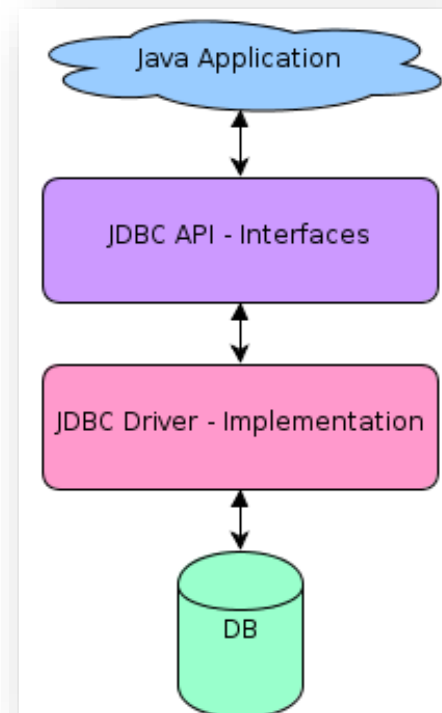 Java Application
JDBC API - Interfaces
JDBC Driver - Implementation
DB